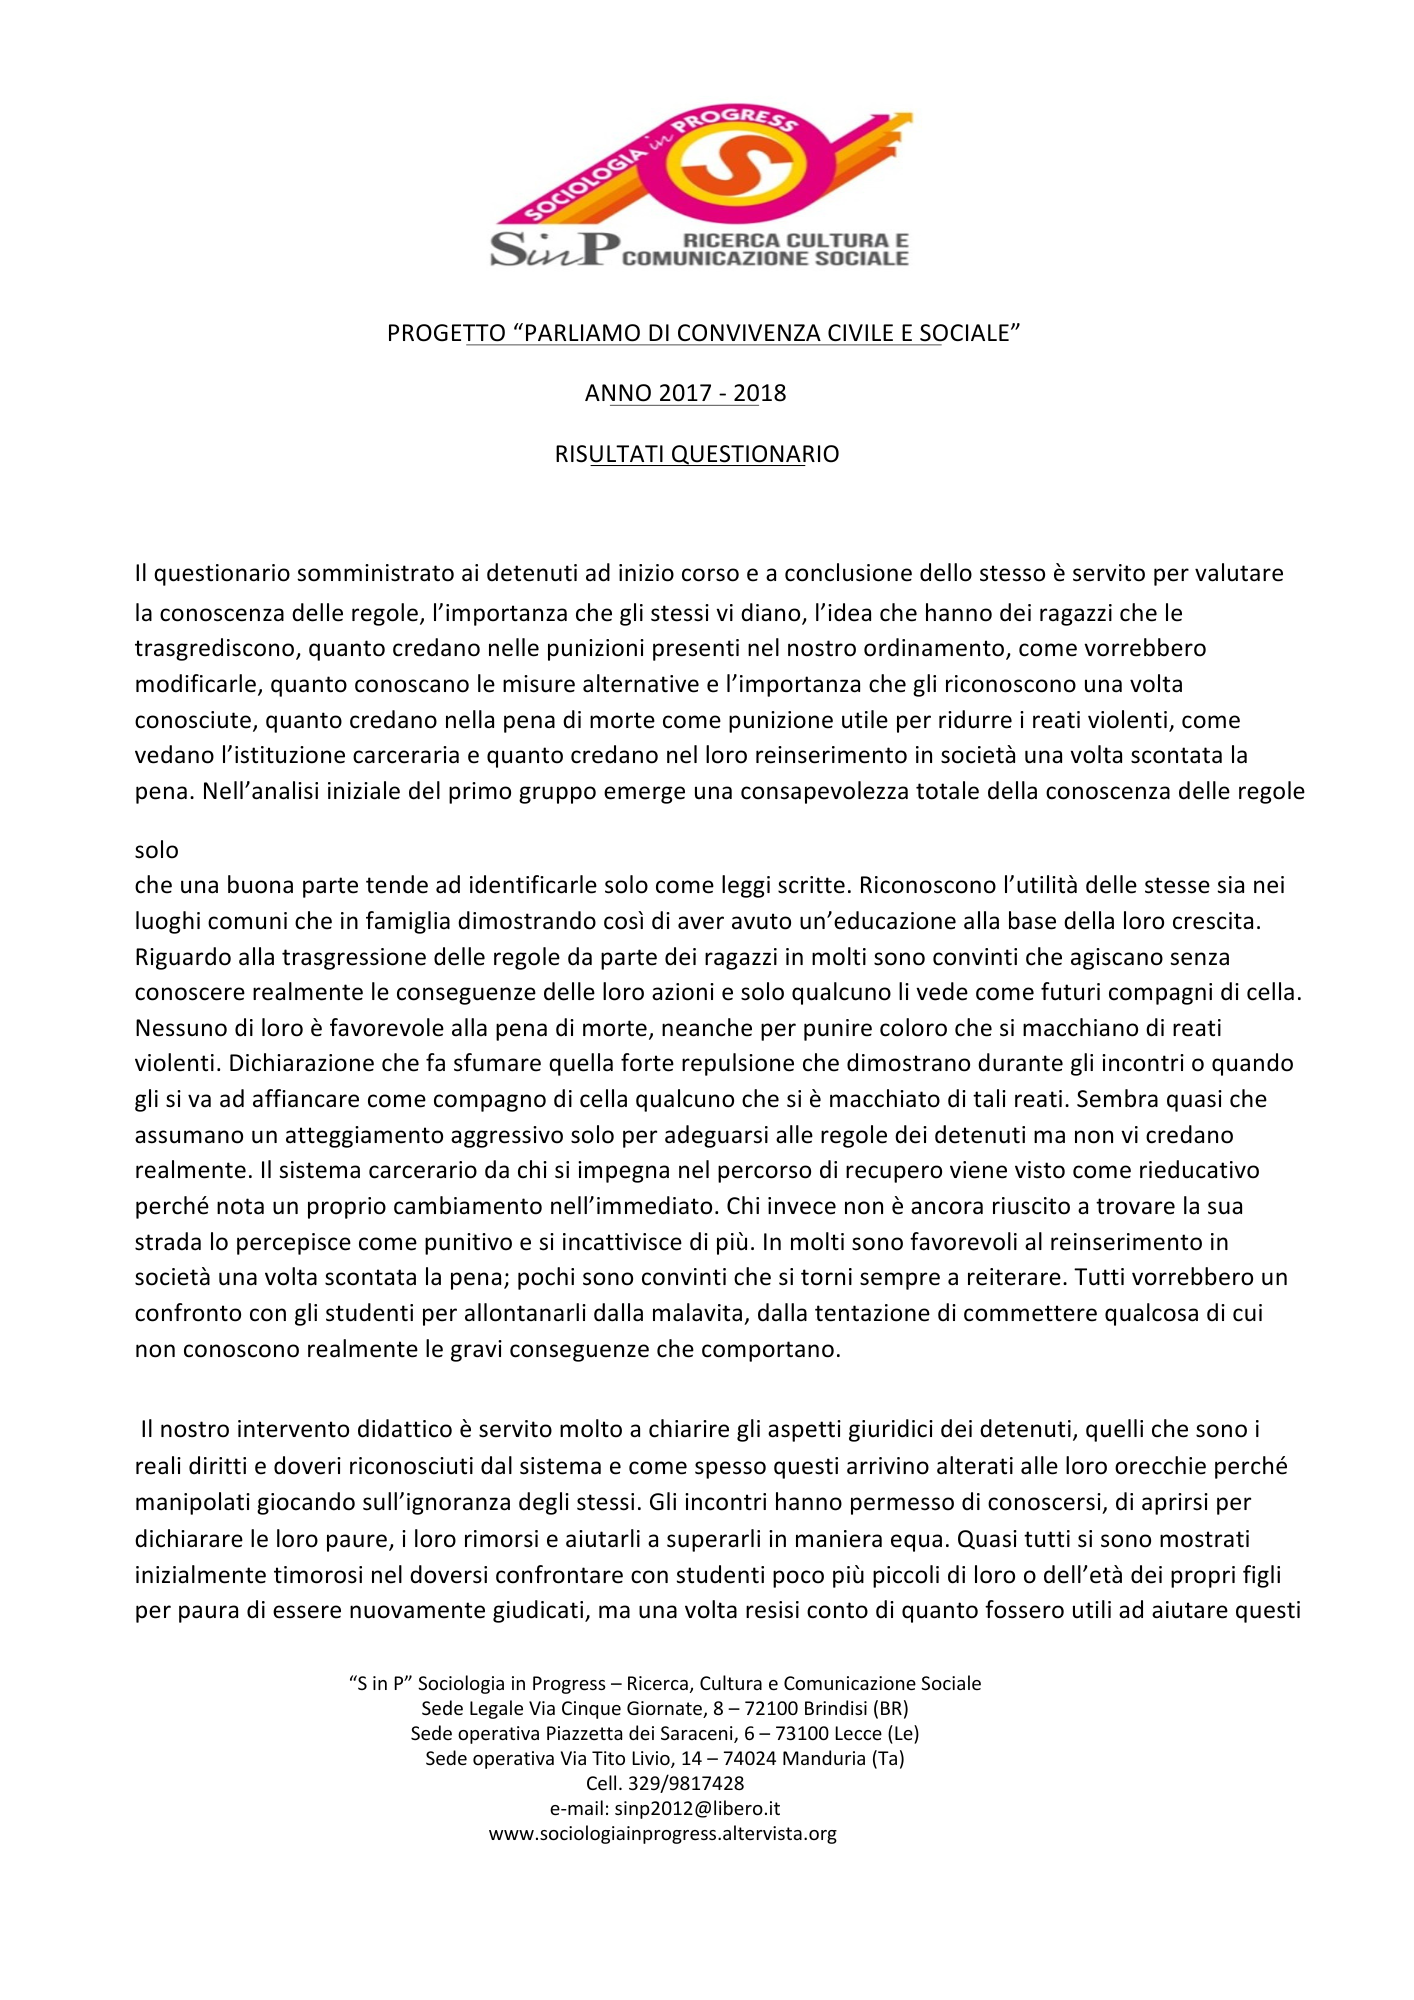 SOCIOLOGIA in PROGRESS
S
SinP RICERCA CULTURA E
COMUNICAZIONE SOCIALE
PROGETTO “PARLIAMO DI CONVIVENZA CIVILE E SOCIALE”
ANNO 2017 - 2018
RISULTATI QUESTIONARIO
Il questionario somministrato ai detenuti ad inizio corso e a conclusione dello stesso è servito per valutare
la conoscenza delle regole, l’importanza che gli stessi vi diano, l’idea che hanno dei ragazzi che le
trasgrediscono, quanto credano nelle punizioni presenti nel nostro ordinamento, come vorrebbero
modificarle, quanto conoscano le misure alternative e l’importanza che gli riconoscono una volta
conosciute, quanto credano nella pena di morte come punizione utile per ridurre i reati violenti, come
vedano l’istituzione carceraria e quanto credano nel loro reinserimento in società una volta scontata la
pena. Nell’analisi iniziale del primo gruppo emerge una consapevolezza totale della conoscenza delle regole
solo
che una buona parte tende ad identificarle solo come leggi scritte. Riconoscono l’utilità delle stesse sia nei
luoghi comuni che in famiglia dimostrando così di aver avuto un’educazione alla base della loro crescita.
Riguardo alla trasgressione delle regole da parte dei ragazzi in molti sono convinti che agiscano senza
conoscere realmente le conseguenze delle loro azioni e solo qualcuno li vede come futuri compagni di cella.
Nessuno di loro è favorevole alla pena di morte, neanche per punire coloro che si macchiano di reati
violenti. Dichiarazione che fa sfumare quella forte repulsione che dimostrano durante gli incontri o quando
gli si va ad affiancare come compagno di cella qualcuno che si è macchiato di tali reati. Sembra quasi che
assumano un atteggiamento aggressivo solo per adeguarsi alle regole dei detenuti ma non vi credano
realmente. Il sistema carcerario da chi si impegna nel percorso di recupero viene visto come rieducativo
perché nota un proprio cambiamento nell’immediato. Chi invece non è ancora riuscito a trovare la sua
strada lo percepisce come punitivo e si incattivisce di più. In molti sono favorevoli al reinserimento in
società una volta scontata la pena; pochi sono convinti che si torni sempre a reiterare. Tutti vorrebbero un
confronto con gli studenti per allontanarli dalla malavita, dalla tentazione di commettere qualcosa di cui
non conoscono realmente le gravi conseguenze che comportano.
Il nostro intervento didattico è servito molto a chiarire gli aspetti giuridici dei detenuti, quelli che sono i
reali diritti e doveri riconosciuti dal sistema e come spesso questi arrivino alterati alle loro orecchie perché
manipolati giocando sull’ignoranza degli stessi. Gli incontri hanno permesso di conoscersi, di aprirsi per
dichiarare le loro paure, i loro rimorsi e aiutarli a superarli in maniera equa. Quasi tutti si sono mostrati
inizialmente timorosi nel doversi confrontare con studenti poco più piccoli di loro o dell’età dei propri figli
per paura di essere nuovamente giudicati, ma una volta resisi conto di quanto fossero utili ad aiutare questi
“S in P” Sociologia in Progress – Ricerca, Cultura e Comunicazione Sociale
Sede Legale Via Cinque Giornate, 8 – 72100 Brindisi (BR)
Sede operativa Piazzetta dei Saraceni, 6 – 73100 Lecce (Le)
Sede operativa Via Tito Livio, 14 – 74024 Manduria (Ta)
Cell. 329/9817428
e-mail: sinp2012@libero.it
www.sociologiainprogress.altervista.org